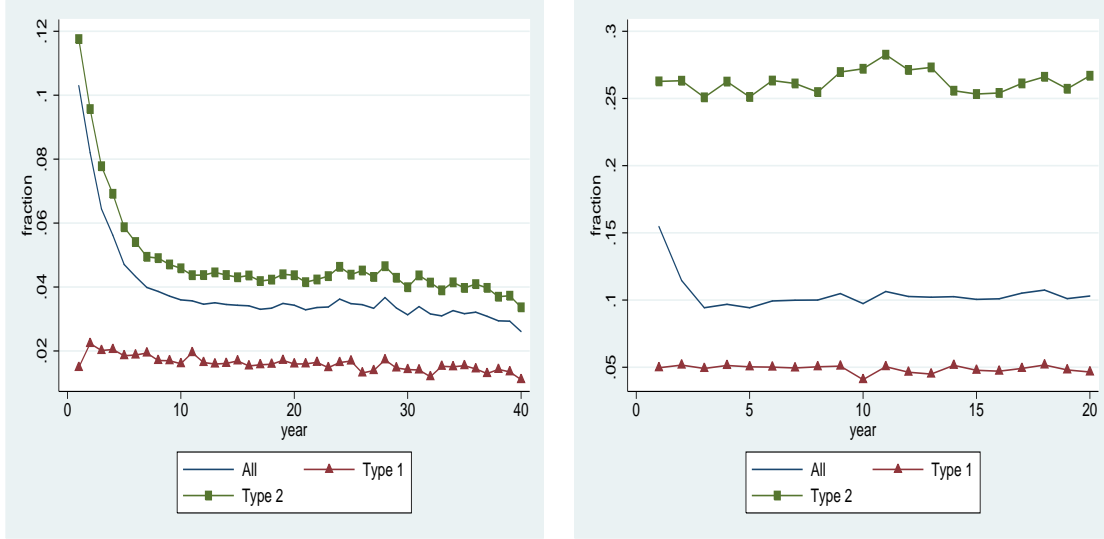 .12
.1
.08
.06
.04
.02
fraction
0 10 20 30 40
year
All Type 1
Type 2
.3
.25
.2
.15
.1
.05
fraction
0 5 10 15 20
year
All Type 1
Type 2